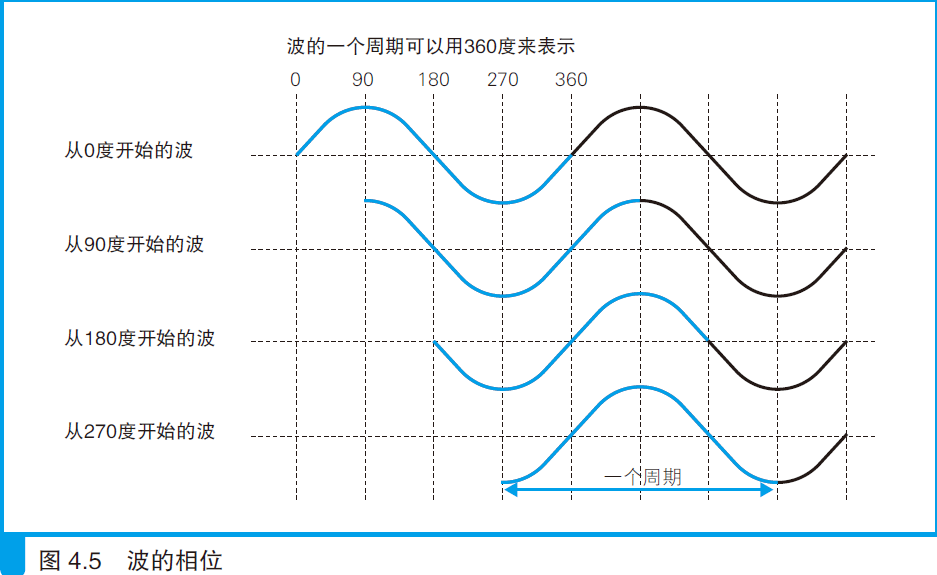 波的一个周期可以用360度来表示
0 90 180 270 360
从0度开始的波
从90度开始的波
从180度开始的波
从270度开始的波
一个周期
图 4.5 波的相位